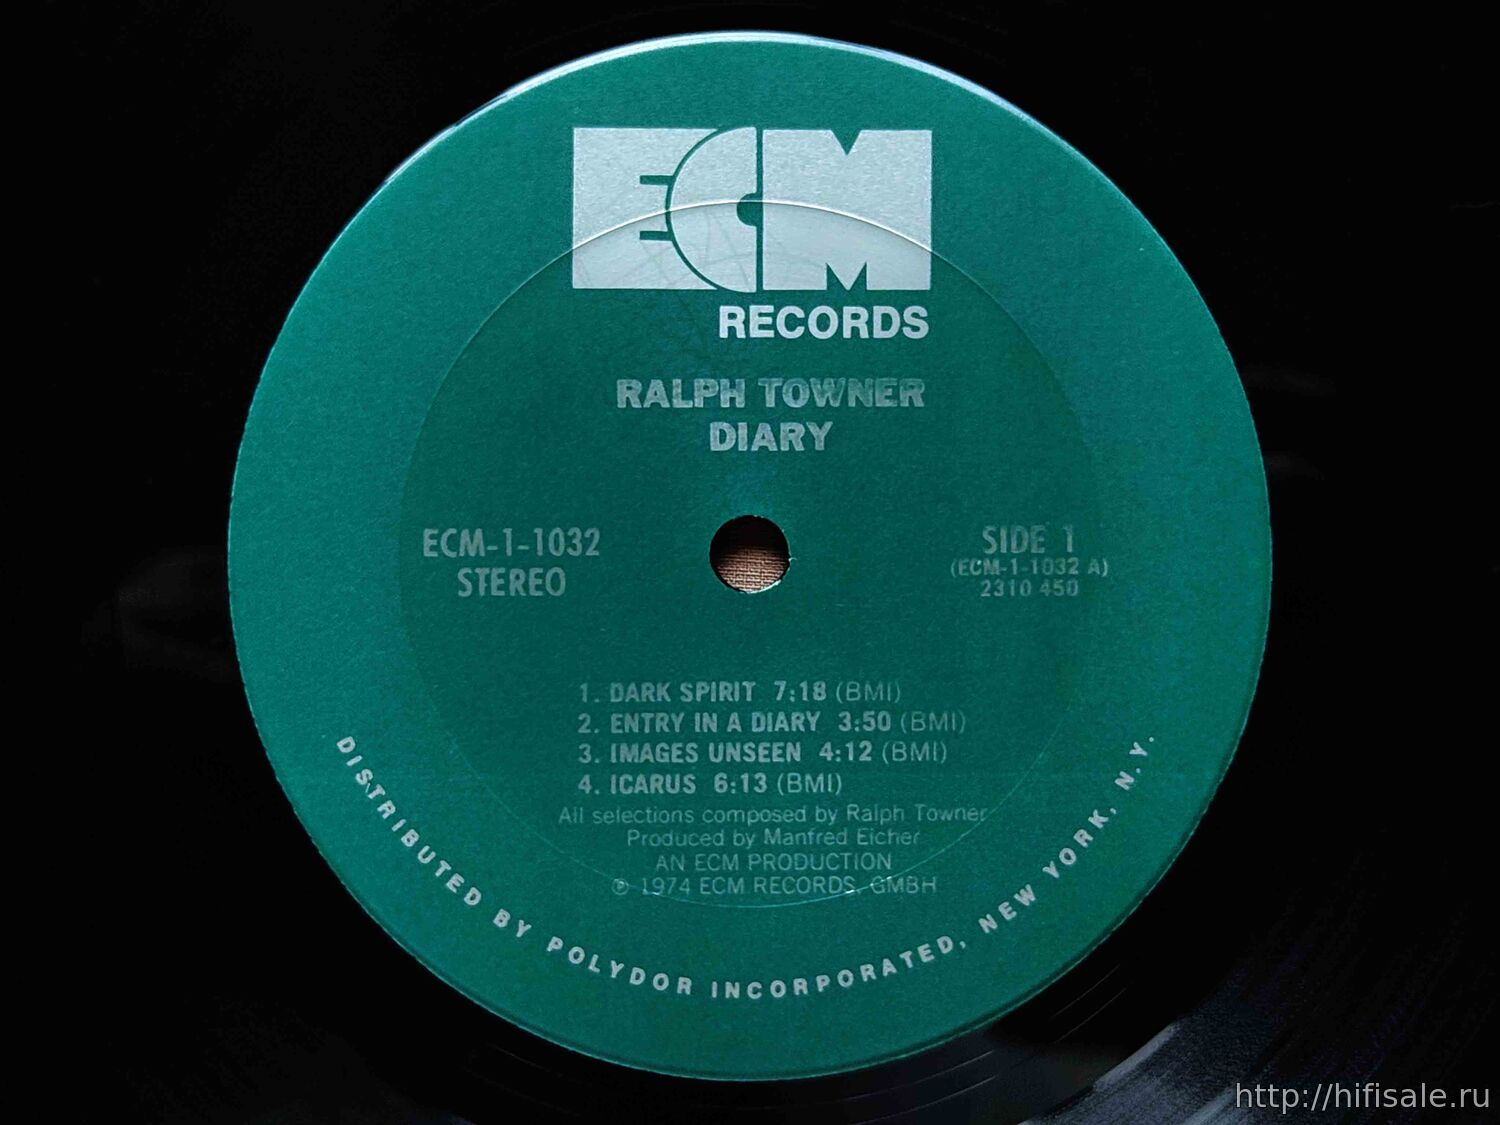 ECM
RECORDS
RALPH TOWNER
DIARY
ECM-1-1032
STEREO
SIDE 1
(ECM-1-1032 A)
2310 450
1. DARK SPIRIT 7:18 (BMI)
2. ENTRY IN A DIARY 3:50 (BMI)
3. IMAGES UNSEEN 4:12 (BMI)
4. ICARUS 6:13 (BMI)
All selections composed by Ralph Towner
Produced by Manfred Eicher
AN ECM PRODUCTION
℗ 1974 ECM RECORDS, GMBH
DISTRIBUTED BY POLYDOR INCORPORATED, NEW YORK, N.Y.
http://hifisale.ru